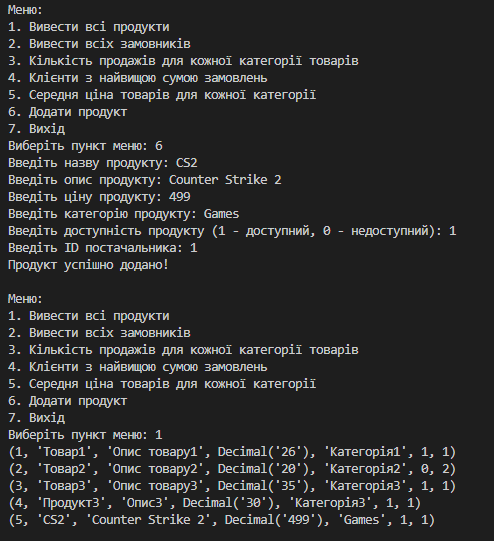 Меню:
1. Вивести всі продукти
2. Вивести всіх замовників
3. Кількість продажів для кожної категорії товарів
4. Клієнти з найвищою сумою замовлень
5. Середня ціна товарів для кожної категорії
6. Додати продукт
7. Вихід
Виберіть пункт меню: 6
Введіть назву продукту: CS2
Введіть опис продукту: Counter Strike 2
Введіть ціну продукту: 499
Введіть категорію продукту: Games
Введіть доступність продукту (1 - доступний, 0 - недоступний): 1
Введіть ID постачальника: 1
Продукт успішно додано!

Меню:
1. Вивести всі продукти
2. Вивести всіх замовників
3. Кількість продажів для кожної категорії товарів
4. Клієнти з найвищою сумою замовлень
5. Середня ціна товарів для кожної категорії
6. Додати продукт
7. Вихід
Виберіть пункт меню: 1
(1, 'Товар1', 'Опис товару1', Decimal('26'), 'Категорія1', 1, 1)
(2, 'Товар2', 'Опис товару2', Decimal('20'), 'Категорія2', 0, 2)
(3, 'Товар3', 'Опис товару3', Decimal('35'), 'Категорія3', 1, 1)
(4, 'Продукт3', 'Опис3', Decimal('30'), 'Категорія3', 1, 1)
(5, 'CS2', 'Counter Strike 2', Decimal('499'), 'Games', 1, 1)